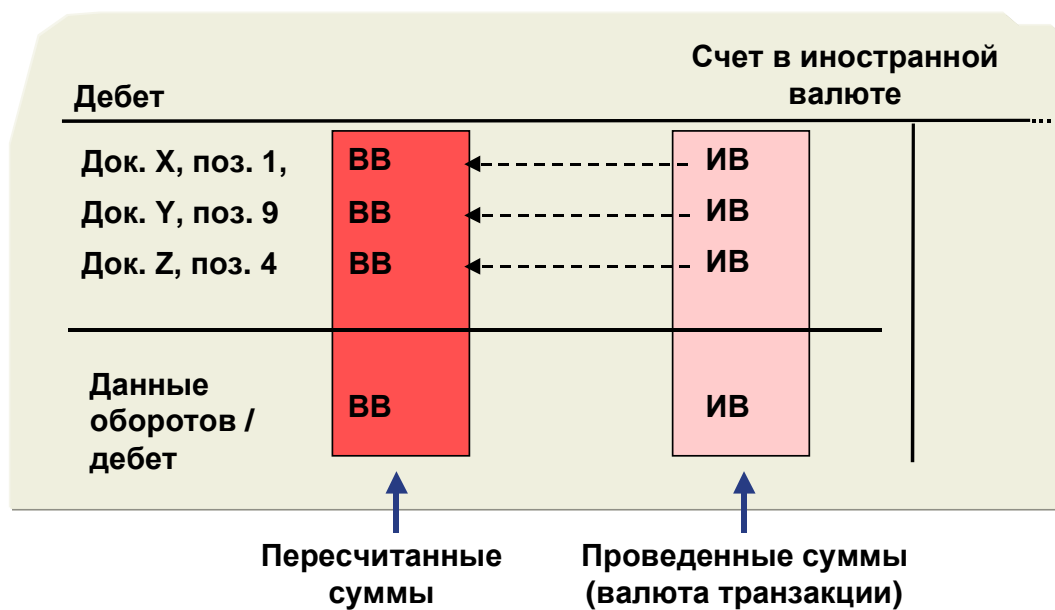 Счет в иностранной
валюте
Дебет
Док. X, поз. 1, ВВ ИВ
Док. Y, поз. 9 ВВ ИВ
Док. Z, поз. 4 ВВ ИВ
Данные
оборотов / ВВ ИВ
дебет
Пересчитанные
суммы
Проведенные суммы
(валюта транзакции)